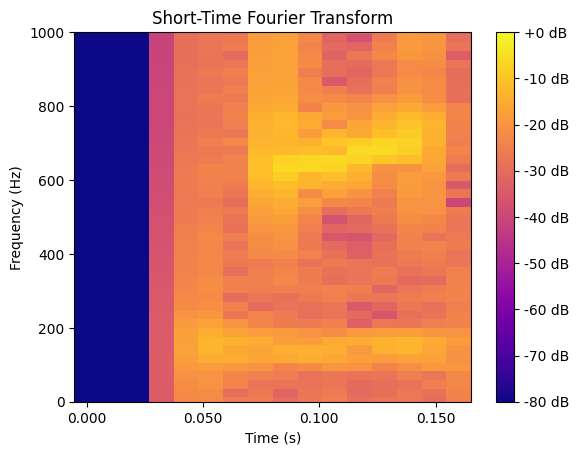 Short-Time Fourier Transform
1000
800
600
400
200
0
Frequency (Hz)
0.000
0.050
0.100
0.150
Time (s)
+0 dB
-10 dB
-20 dB
-30 dB
-40 dB
-50 dB
-60 dB
-70 dB
-80 dB